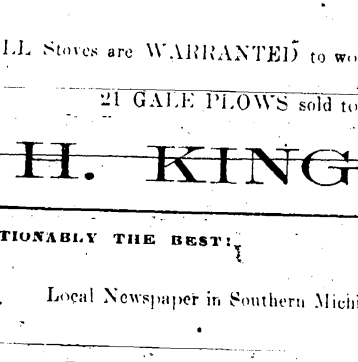 LL Stoves are WARRANTED to wo
21 GALE PLOWS sold to
H. KING
TIONABLY THE BEST!
Local Newspaper in Southern Michi